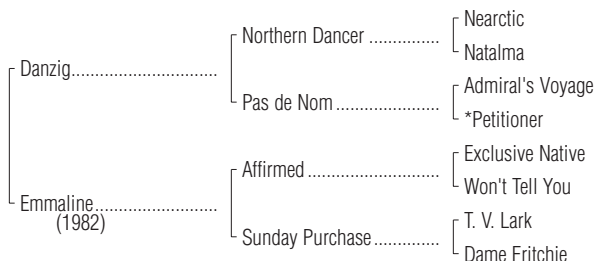 Nearctic
Northern Dancer ..............
Natalma
Danzig.............................
Admiral's Voyage
Pas de Nom .....................
*Petitioner
Exclusive Native
Affirmed ..........................
Won't Tell You
Emmaline........................
(1982)
T. V. Lark
Sunday Purchase.............
Dame Fritchie